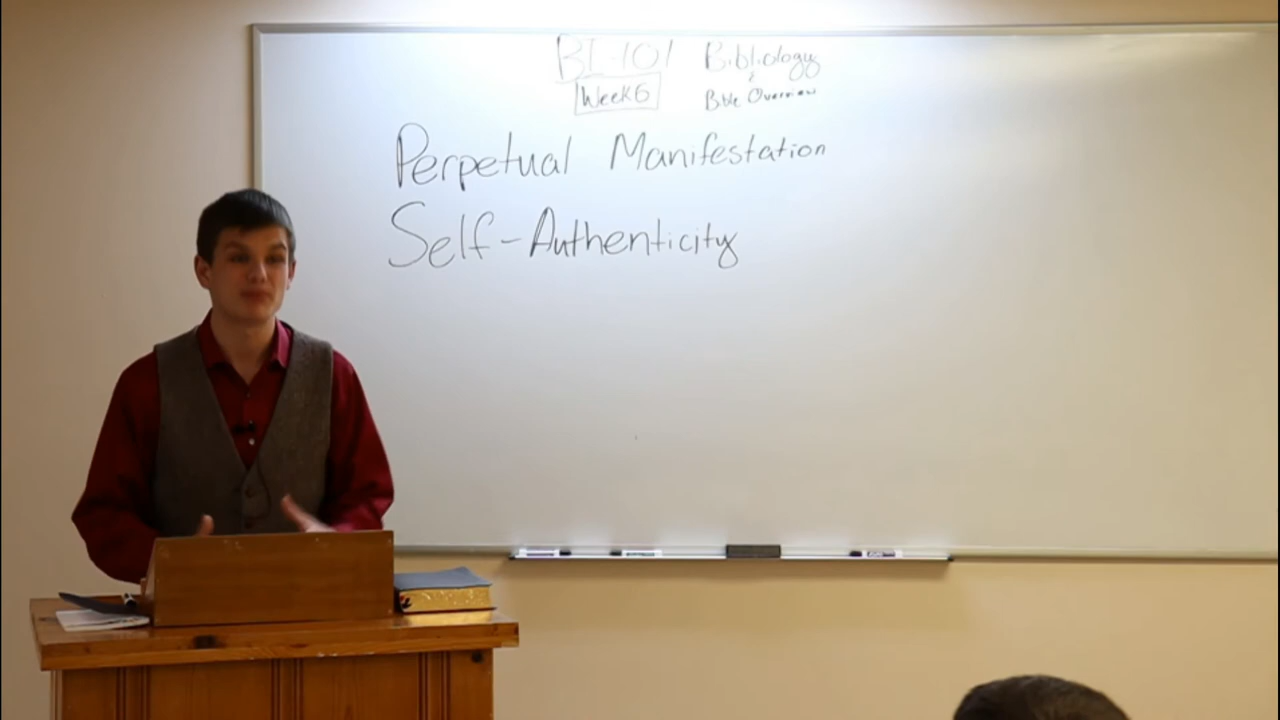 BI-101 Bibliology
&
Week 6 Bible Overview
Perpetual Manifestation
Self-Authenticity